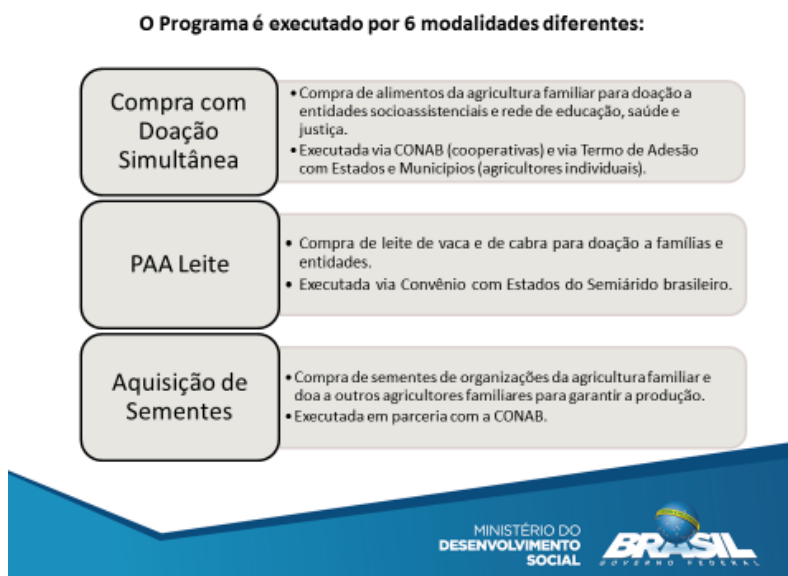 O Programa é executado por 6 modalidades diferentes:
Compra com
Doação
Simultânea
• Compra de alimentos da agricultura familiar para doação a
entidades socioassistenciais e rede de educação, saúde e
justiça.
• Executada via CONAB (cooperativas) e via Termo de Adesão
com Estados e Municípios (agricultores individuais).
PAA Leite
• Compra de leite de vaca e de cabra para doação a famílias e
entidades.
• Executada via Convênio com Estados do Semiárido brasileiro.
Aquisição de
Sementes
• Compra de sementes de organizações da agricultura familiar e
doa a outros agricultores familiares para garantir a produção.
• Executada em parceria com a CONAB.
MINISTÉRIO DO
DESENVOLVIMENTO
SOCIAL
BRASIL
GOVERNO FEDERAL